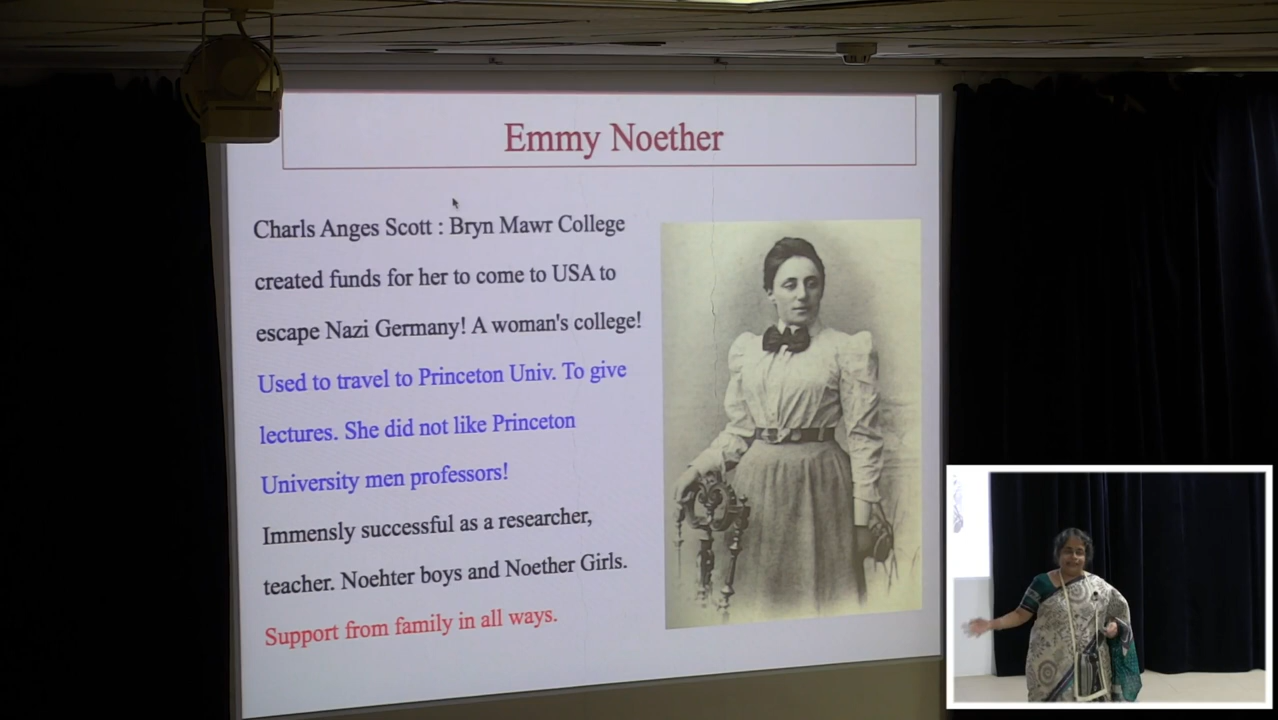 Emmy Noether
Charls Anges Scott : Bryn Mawr College
created funds for her to come to USA to
escape Nazi Germany! A woman's college!
Used to travel to Princeton Univ. To give
lectures. She did not like Princeton
University men professors!
Immensly successful as a researcher,
teacher. Noehter boys and Noether Girls.
Support from family in all ways.